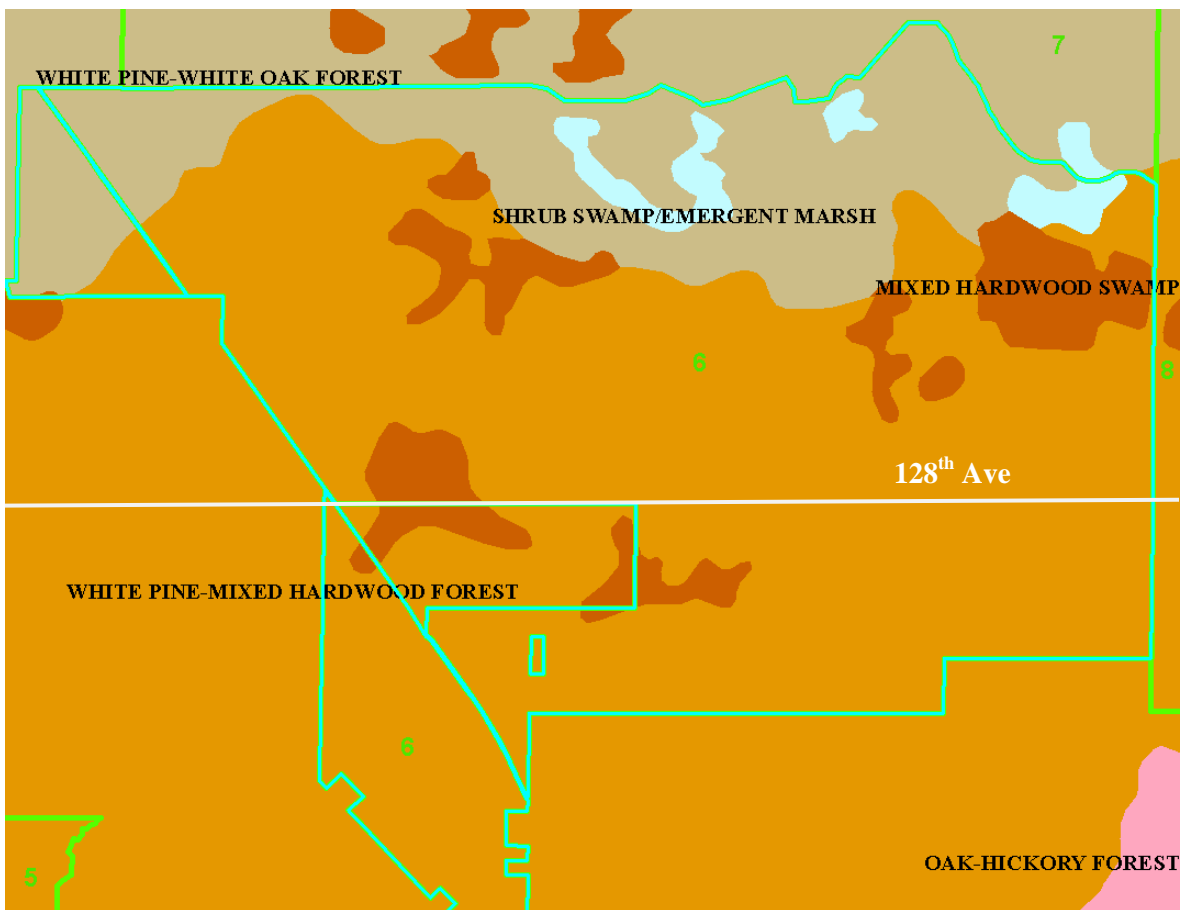 7
WHITE PINE-WHITE OAK FOREST
SHRUB SWAMP/EMERGENT MARSH
MIXED HARDWOOD SWAMP
6
8
128th Ave
WHITE PINE-MIXED HARDWOOD FOREST
6
OAK-HICKORY FOREST
5